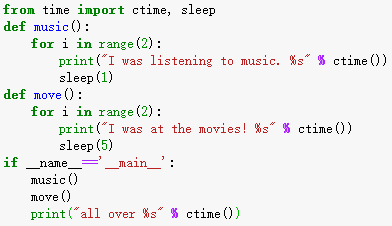 from time import ctime, sleep
def music():
    for i in range(2):
        print("I was listening to music. %s" % ctime())
        sleep(1)
def move():
    for i in range(2):
        print("I was at the movies! %s" % ctime())
        sleep(5)
if __name__=='__main__':
    music()
    move()
    print("all over %s" % ctime())